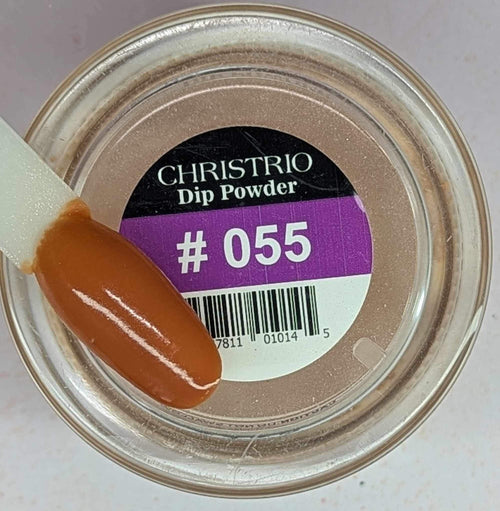 CHRISTRIO
Dip Powder
# 055
7811 01014 5